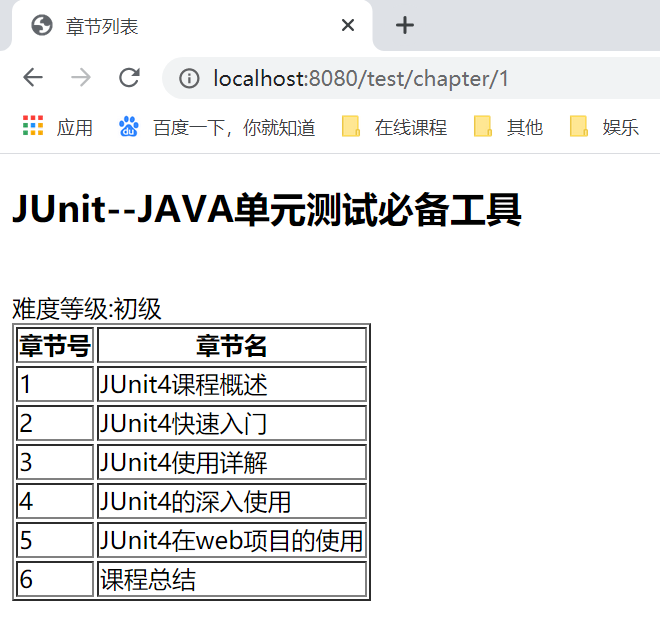 章节列表
localhost:8080/test/chapter/1
应用 百度一下，你就知道 在线课程 其他 娱乐
JUnit--JAVA单元测试必备工具
难度等级:初级
章节号 章节名
1 JUnit4课程概述
2 JUnit4快速入门
3 JUnit4使用详解
4 JUnit4的深入使用
5 JUnit4在web项目的使用
6 课程总结